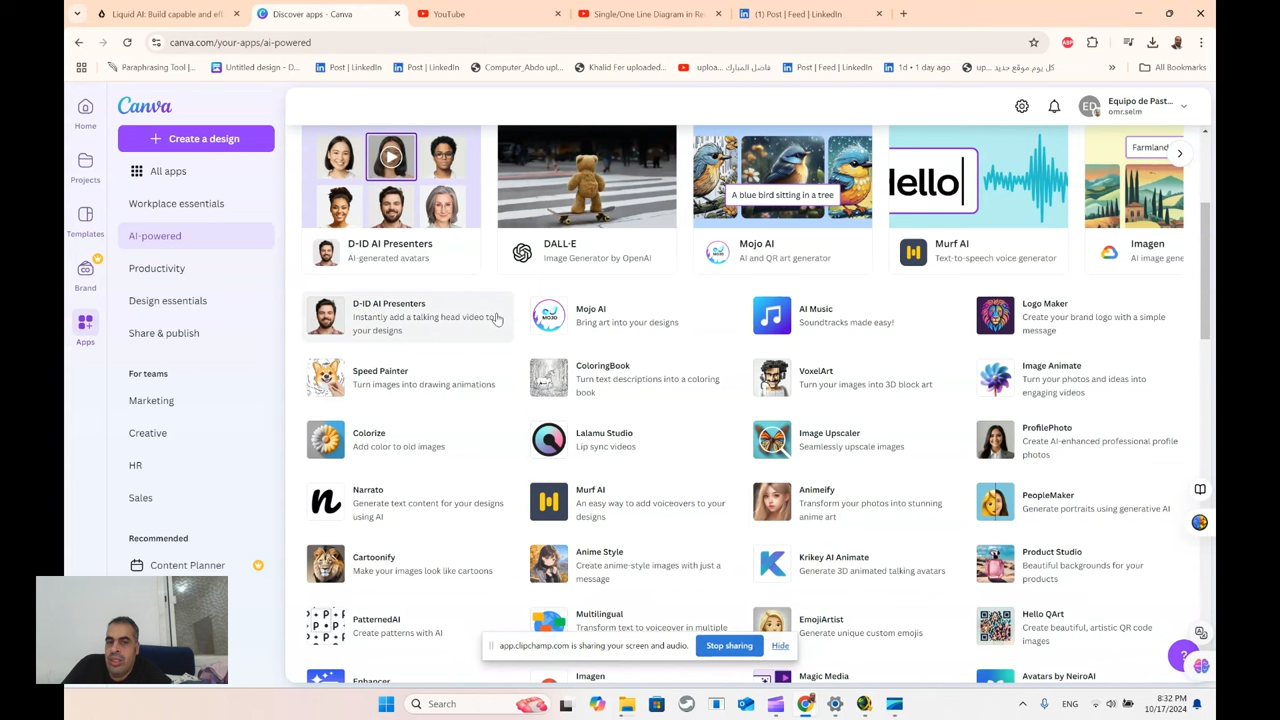 Liquid AI: Build capable and ef
Discover apps - Canva
YouTube
Single/One Line Diagram in Re
(1) Post | Feed | LinkedIn
canva.com/your-apps/ai-powered
Paraphrasing Tool |
Untitled design - D...
Post | LinkedIn
Post | LinkedIn
Computer_Abdo upl...
Khalid Fer uploaded...
uploa... فاضل المبارك
Post | Feed | LinkedIn
1d • 1 day ago
كل يوم موقع جديد up...
All Bookmarks
Home
Projects
Templates
Brand
Apps
Canva
Create a design
All apps
Workplace essentials
AI-powered
Productivity
Design essentials
Share & publish
For teams
Marketing
Creative
HR
Sales
Recommended
Content Planner
Equipo de Past...
omr.selm
ED
A blue bird sitting in a tree
Hello
Farmland
D-ID AI Presenters
AI-generated avatars
DALL·E
Image Generator by OpenAI
Mojo AI
AI and QR art generator
Murf AI
Text-to-speech voice generator
Imagen
AI image gene
D-ID AI Presenters
Instantly add a talking head video to
your designs
MOJO
Mojo AI
Bring art into your designs
AI Music
Soundtracks made easy!
Logo Maker
Create your brand logo with a simple
message
Speed Painter
Turn images into drawing animations
ColoringBook
Turn text descriptions into a coloring
book
VoxelArt
Turn your images into 3D block art
Image Animate
Turn your photos and ideas into
engaging videos
Colorize
Add color to old images
Lalamu Studio
Lip sync videos
Image Upscaler
Seamlessly upscale images
ProfilePhoto
Create AI-enhanced professional profile
photos
n
Narrato
Generate text content for your designs
using AI
Murf AI
An easy way to add voiceovers to your
designs
Animeify
Transform your photos into stunning
anime art
PeopleMaker
Generate portraits using generative AI
Cartoonify
Make your images look like cartoons
Anime Style
Create anime-style images with just a
message
Krikey AI Animate
Generate 3D animated talking avatars
Product Studio
Beautiful backgrounds for your
products
PatternedAI
Create patterns with AI
Multilingual
Transform text to voiceover in multiple
EmojiArtist
Generate unique custom emojis
Hello QArt
Create beautiful, artistic QR code
images
Enhancer
Imagen
Magic Media
Avatars by NeiroAI
app.clipchamp.com is sharing your screen and audio.
Stop sharing
Hide
?
Search
ENG
8:32 PM
10/17/2024